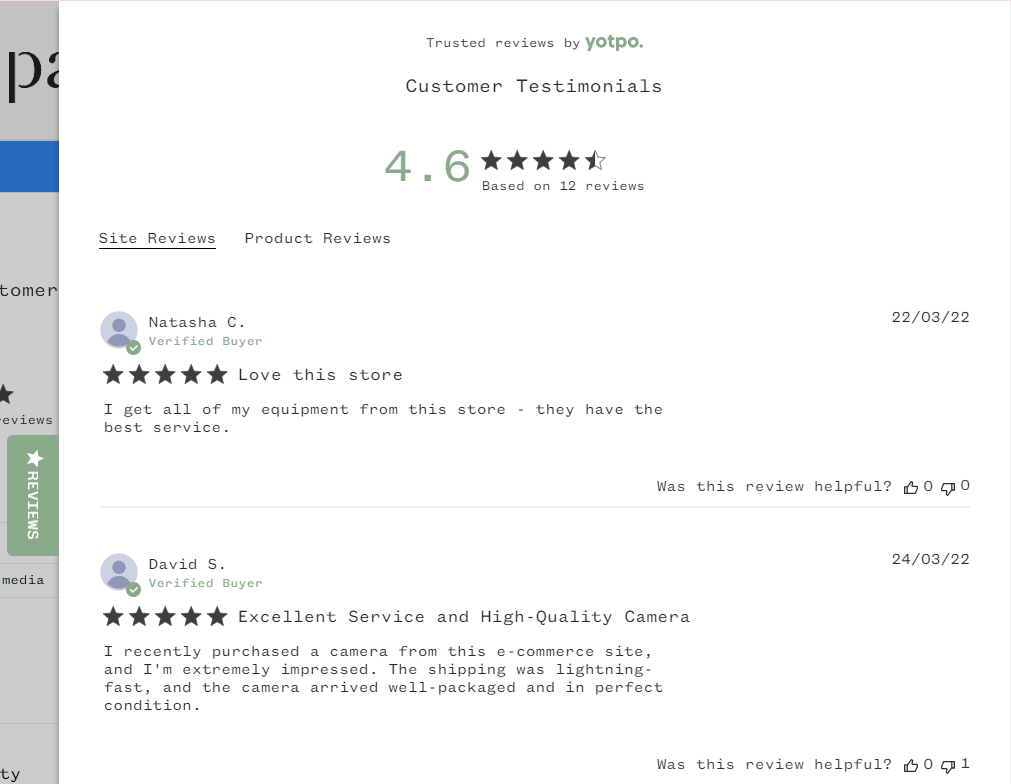 pa
Trusted reviews by yotpo.
Customer Testimonials
4.6
Based on 12 reviews
Site Reviews Product Reviews
tomer
Natasha C.
22/03/22
Verified Buyer
Love this store
I get all of my equipment from this store - they have the
best service.
reviews
REVIEWS
Was this review helpful? 0 0
David S.
24/03/22
media
Verified Buyer
Excellent Service and High-Quality Camera
I recently purchased a camera from this e-commerce site,
and I'm extremely impressed. The shipping was lightning-
fast, and the camera arrived well-packaged and in perfect
condition.
Was this review helpful? 0 1
ty